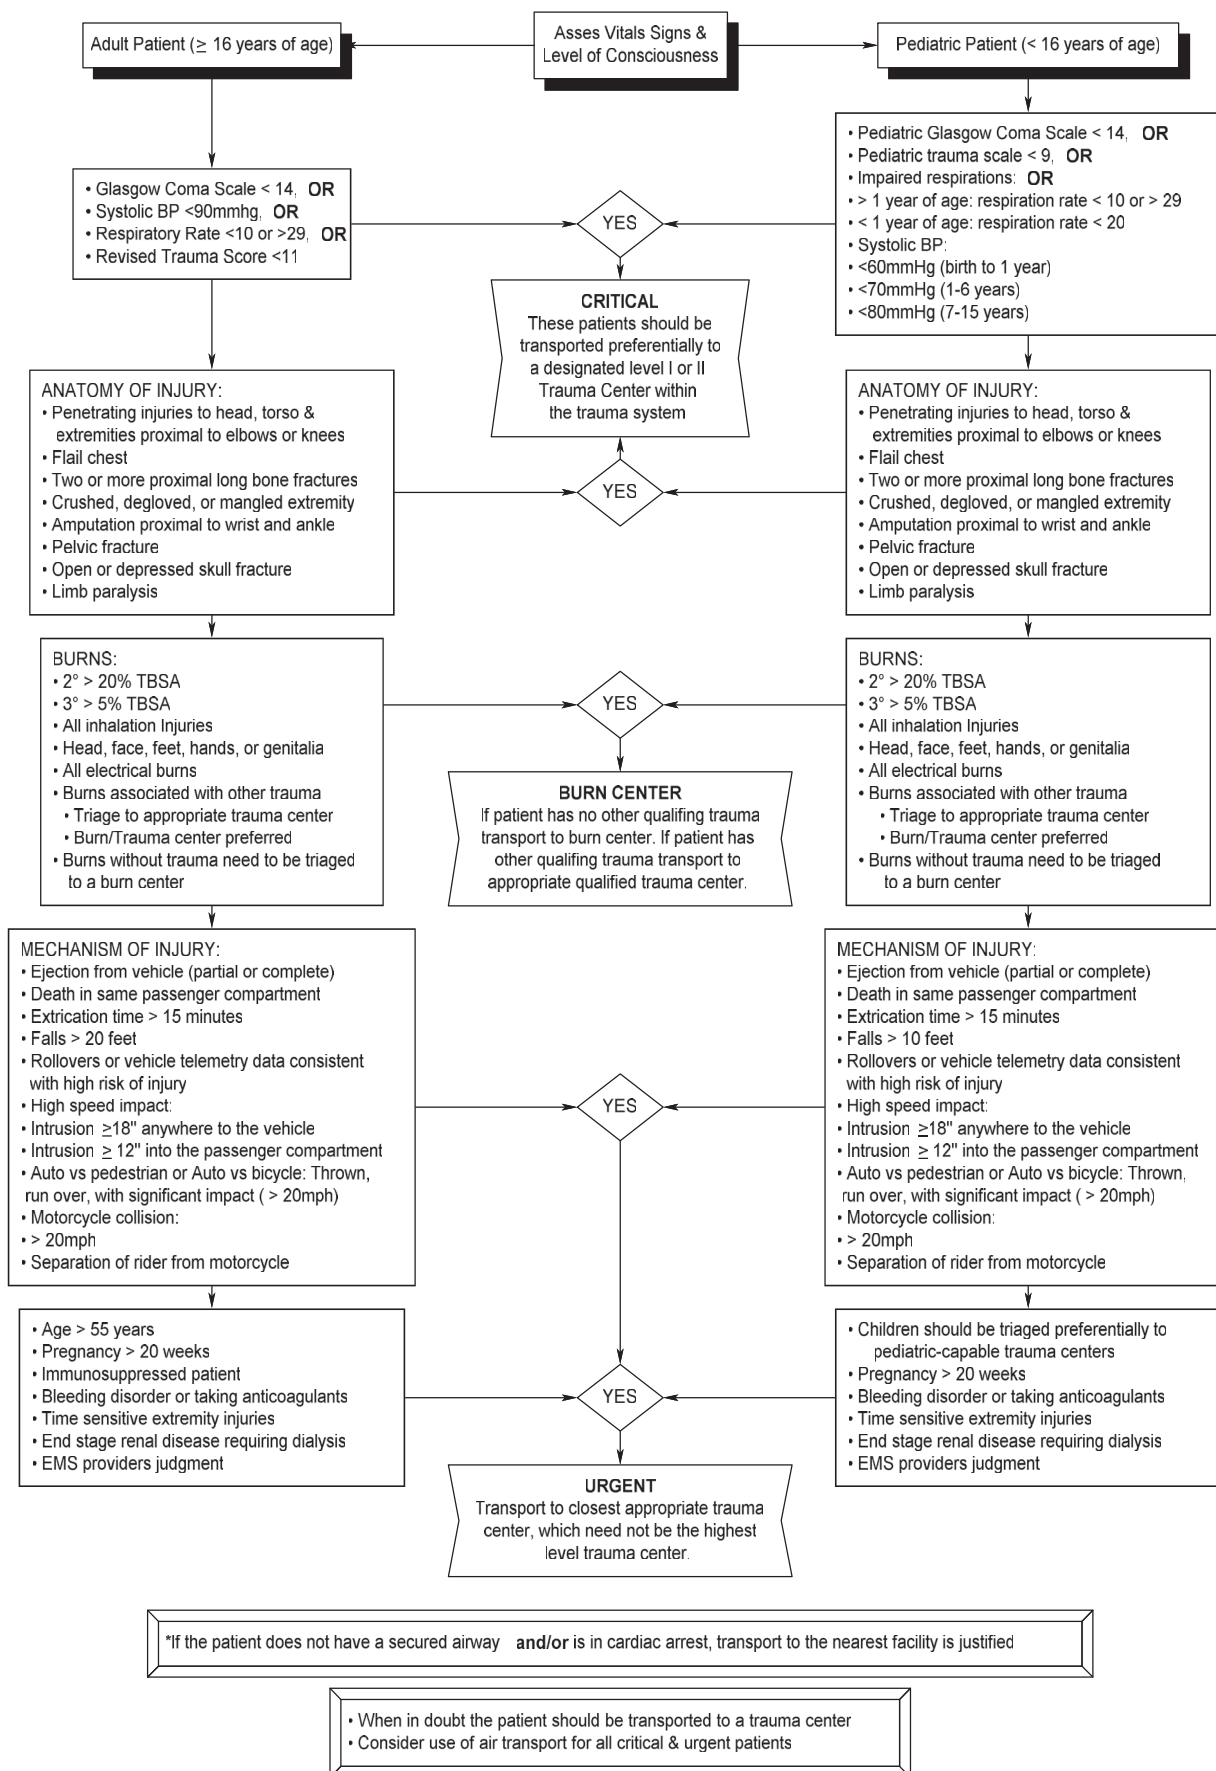 Asses Vitals Signs &
Level of Consciousness
Adult Patient (≥ 16 years of age)
Pediatric Patient (< 16 years of age)
• Glasgow Coma Scale < 14, OR
• Systolic BP <90mmhg, OR
• Respiratory Rate <10 or >29, OR
• Revised Trauma Score <11
YES
• Pediatric Glasgow Coma Scale < 14, OR
• Pediatric trauma scale < 9, OR
• Impaired respirations: OR
• > 1 year of age: respiration rate < 10 or > 29
• < 1 year of age: respiration rate < 20
• Systolic BP:
• <60mmHg (birth to 1 year)
• <70mmHg (1-6 years)
• <80mmHg (7-15 years)
CRITICAL
These patients should be
transported preferentially to
a designated level I or II
Trauma Center within
the trauma system
ANATOMY OF INJURY:
• Penetrating injuries to head, torso &
extremities proximal to elbows or knees
• Flail chest
• Two or more proximal long bone fractures
• Crushed, degloved, or mangled extremity
• Amputation proximal to wrist and ankle
• Pelvic fracture
• Open or depressed skull fracture
• Limb paralysis
YES
ANATOMY OF INJURY:
• Penetrating injuries to head, torso &
extremities proximal to elbows or knees
• Flail chest
• Two or more proximal long bone fractures
• Crushed, degloved, or mangled extremity
• Amputation proximal to wrist and ankle
• Pelvic fracture
• Open or depressed skull fracture
• Limb paralysis
BURNS:
• 2° > 20% TBSA
• 3° > 5% TBSA
• All inhalation Injuries
• Head, face, feet, hands, or genitalia
• All electrical burns
• Burns associated with other trauma
• Triage to appropriate trauma center
• Burn/Trauma center preferred
• Burns without trauma need to be triaged
to a burn center
YES
BURN CENTER
If patient has no other qualifing trauma
transport to burn center. If patient has
other qualifing trauma transport to
appropriate qualified trauma center.
BURNS:
• 2° > 20% TBSA
• 3° > 5% TBSA
• All inhalation Injuries
• Head, face, feet, hands, or genitalia
• All electrical burns
• Burns associated with other trauma
• Triage to appropriate trauma center
• Burn/Trauma center preferred
• Burns without trauma need to be triaged
to a burn center
MECHANISM OF INJURY:
• Ejection from vehicle (partial or complete)
• Death in same passenger compartment
• Extrication time > 15 minutes
• Falls > 20 feet
• Rollovers or vehicle telemetry data consistent
with high risk of injury
• High speed impact:
• Intrusion ≥18" anywhere to the vehicle
• Intrusion ≥ 12" into the passenger compartment
• Auto vs pedestrian or Auto vs bicycle: Thrown,
run over, with significant impact ( > 20mph)
• Motorcycle collision:
• > 20mph
• Separation of rider from motorcycle
YES
MECHANISM OF INJURY:
• Ejection from vehicle (partial or complete)
• Death in same passenger compartment
• Extrication time > 15 minutes
• Falls > 10 feet
• Rollovers or vehicle telemetry data consistent
with high risk of injury
• High speed impact:
• Intrusion ≥18" anywhere to the vehicle
• Intrusion ≥ 12" into the passenger compartment
• Auto vs pedestrian or Auto vs bicycle: Thrown,
run over, with significant impact ( > 20mph)
• Motorcycle collision:
• > 20mph
• Separation of rider from motorcycle
• Age > 55 years
• Pregnancy > 20 weeks
• Immunosuppressed patient
• Bleeding disorder or taking anticoagulants
• Time sensitive extremity injuries
• End stage renal disease requiring dialysis
• EMS providers judgment
YES
• Children should be triaged preferentially to
pediatric-capable trauma centers
• Pregnancy > 20 weeks
• Bleeding disorder or taking anticoagulants
• Time sensitive extremity injuries
• End stage renal disease requiring dialysis
• EMS providers judgment
URGENT
Transport to closest appropriate trauma
center, which need not be the highest
level trauma center.
*If the patient does not have a secured airway and/or is in cardiac arrest, transport to the nearest facility is justified
• When in doubt the patient should be transported to a trauma center
• Consider use of air transport for all critical & urgent patients